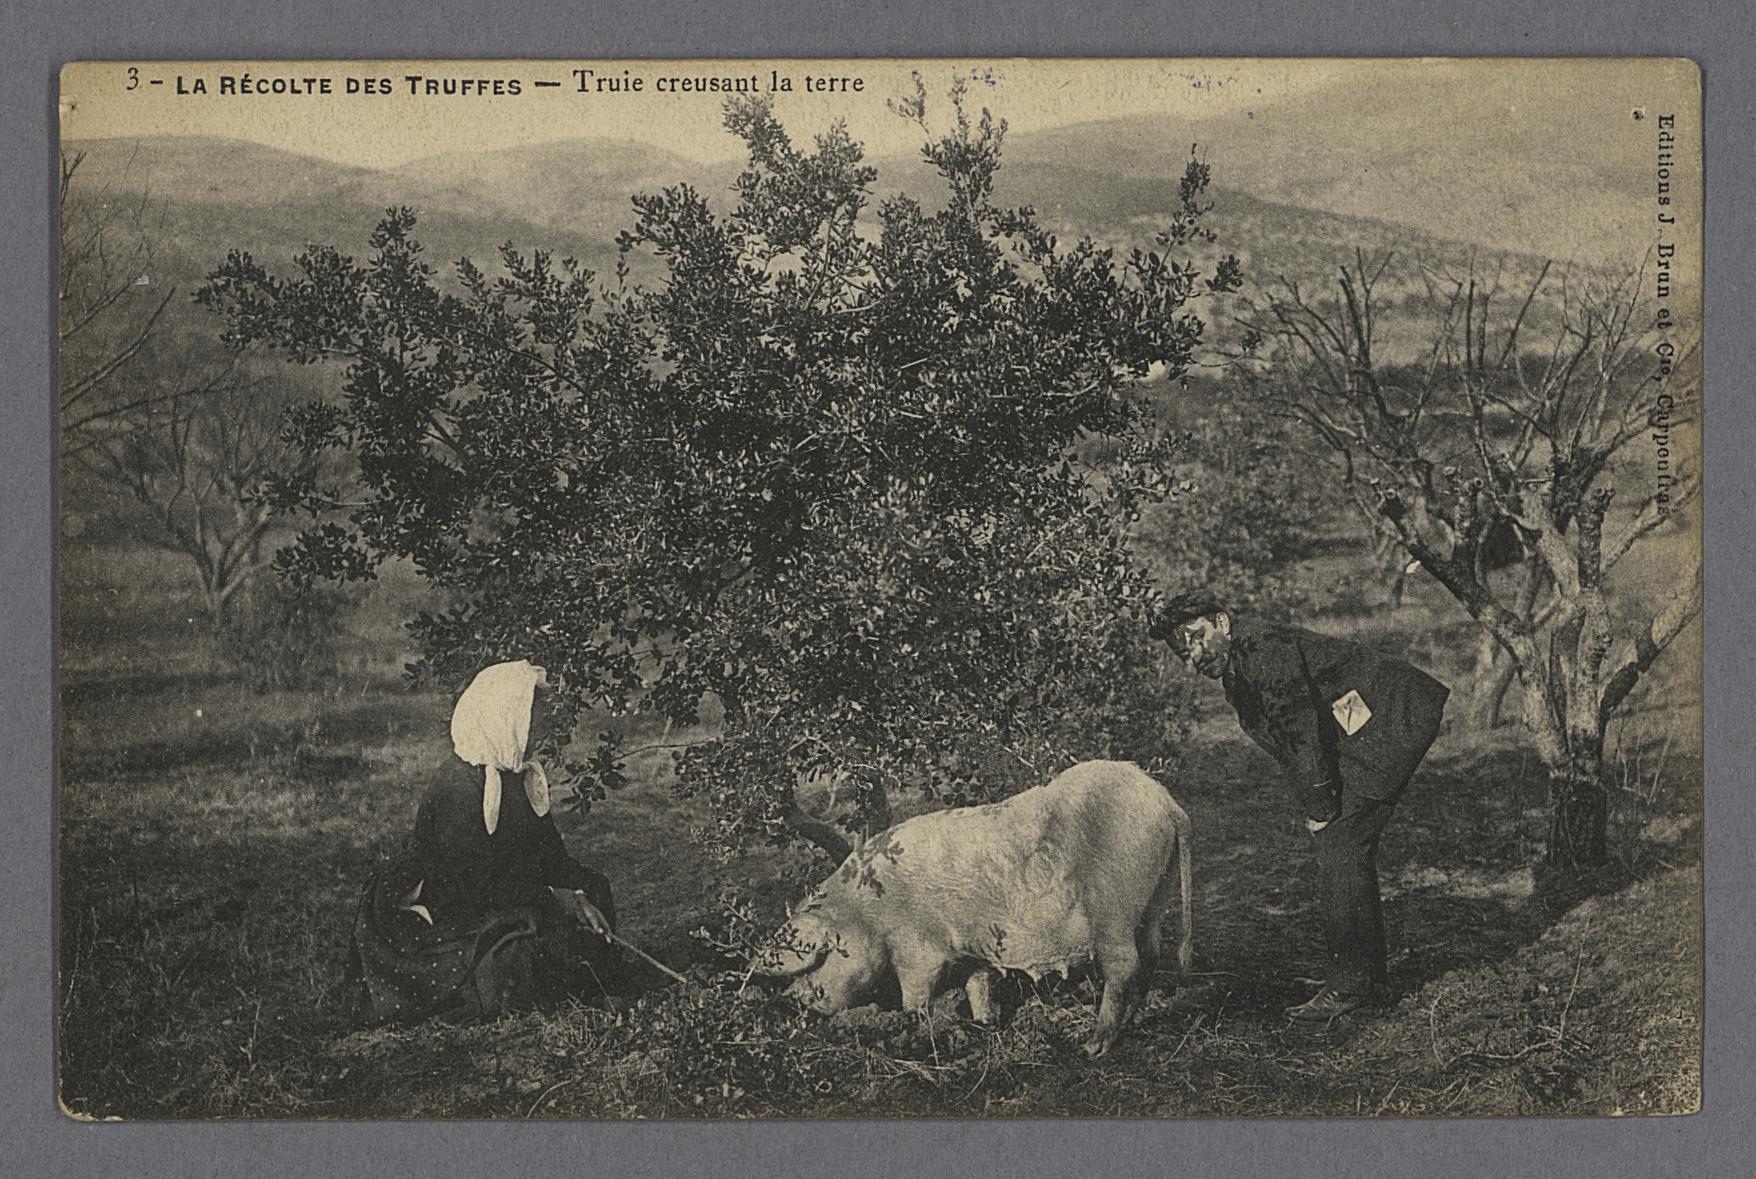 3 - LA RÉCOLTE DES TRUFFES — Truie creusant la terre
Editions J. Brun et Cie, Carpentras